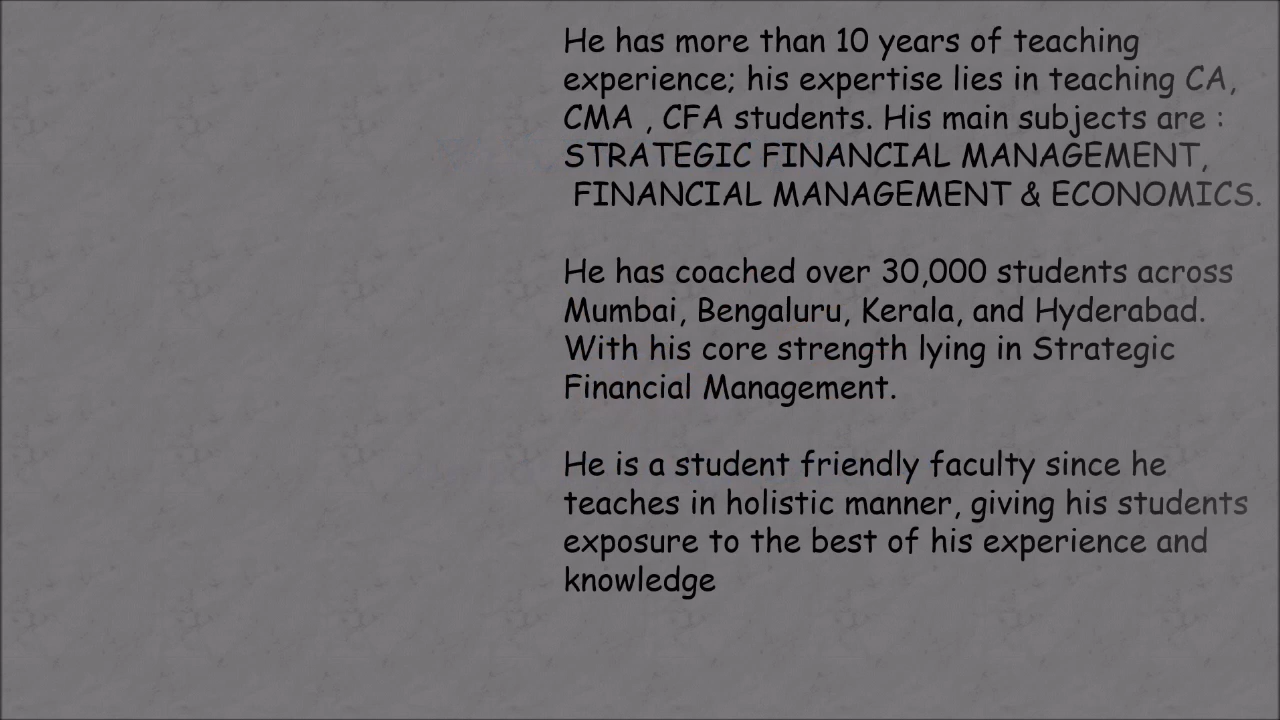 He has more than 10 years of teaching
experience; his expertise lies in teaching CA,
CMA , CFA students. His main subjects are :
STRATEGIC FINANCIAL MANAGEMENT,
FINANCIAL MANAGEMENT & ECONOMICS.
He has coached over 30,000 students across
Mumbai, Bengaluru, Kerala, and Hyderabad.
With his core strength lying in Strategic
Financial Management.
He is a student friendly faculty since he
teaches in holistic manner, giving his students
exposure to the best of his experience and
knowledge